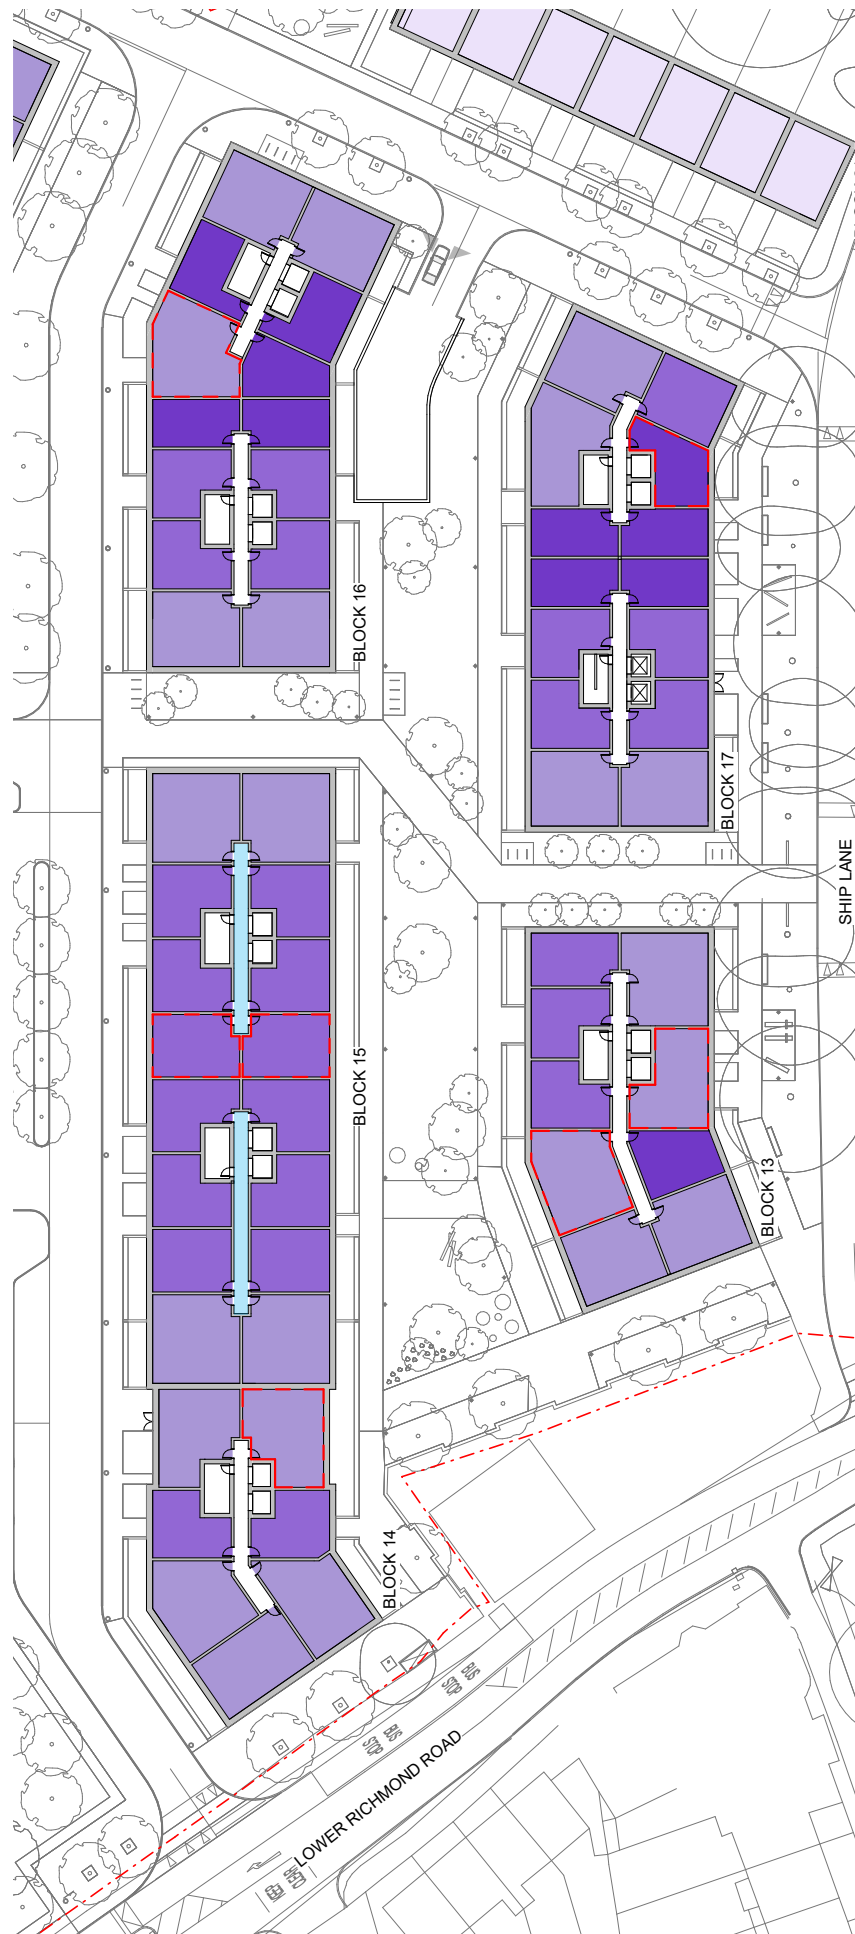 BLOCK 16
BLOCK 17
SHIP LANE
BLOCK 15
BLOCK 13
BLOCK 14
BUS
STOP
BUS
STOP
LOWER RICHMOND ROAD